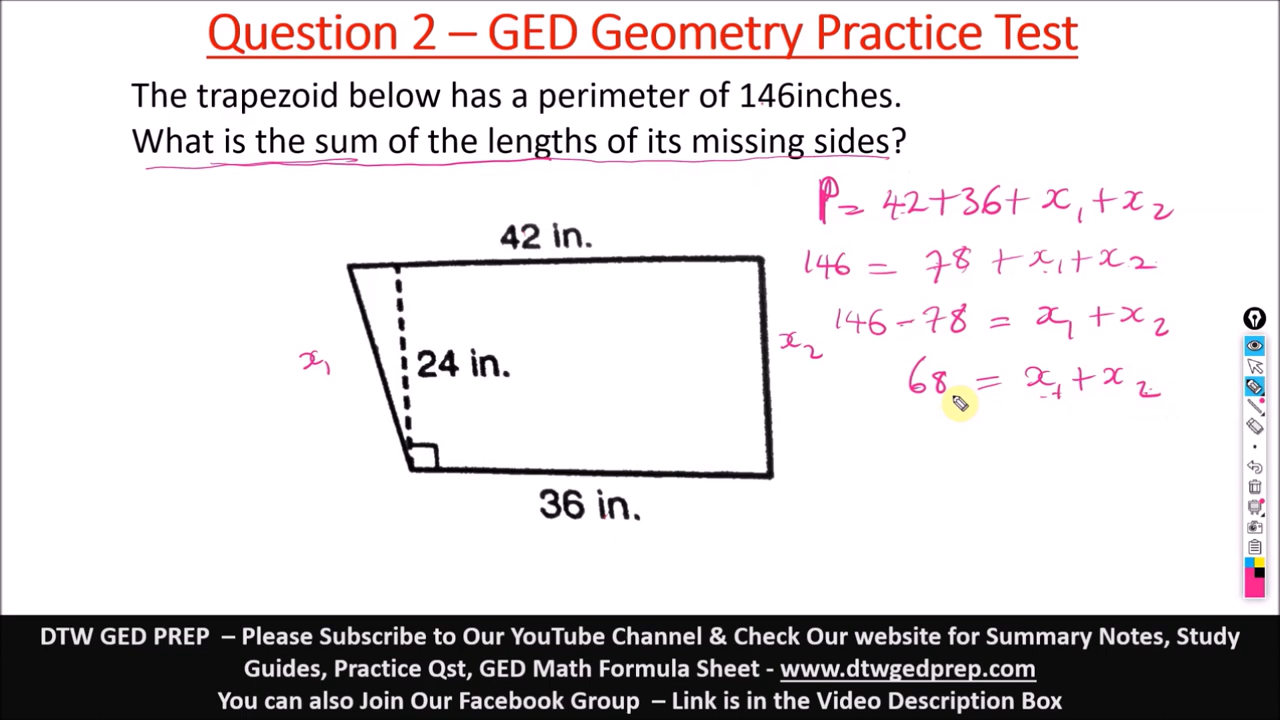 Question 2 – GED Geometry Practice Test
The trapezoid below has a perimeter of 146inches.
What is the sum of the lengths of its missing sides?
P = 42+36+ x₁ + x₂
42 in.
146 = 78 + x₁ + x₂
146 - 78 = x₁ + x₂
x₂
x₁
24 in.
68 = x₁ + x₂
36 in.
DTW GED PREP – Please Subscribe to Our YouTube Channel & Check Our website for Summary Notes, Study
Guides, Practice Qst, GED Math Formula Sheet - www.dtwgedprep.com
You can also Join Our Facebook Group – Link is in the Video Description Box